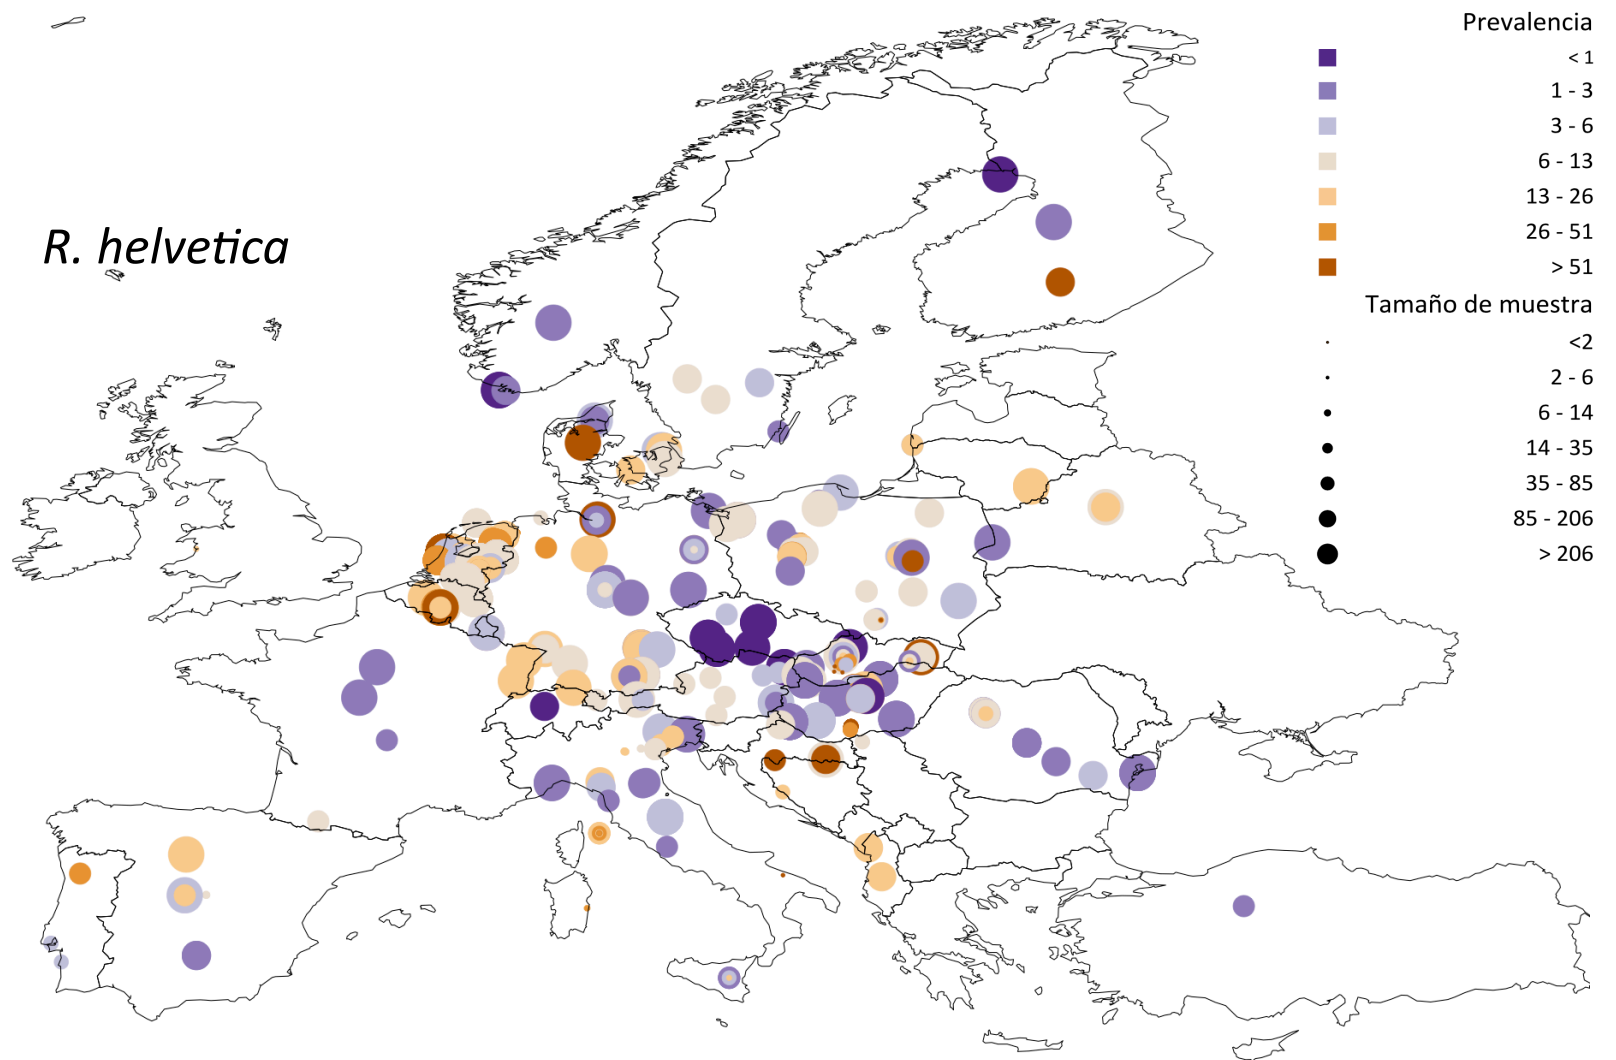 Prevalencia
< 1
1 - 3
3 - 6
6 - 13
13 - 26
26 - 51
> 51
R. helvetica
Tamaño de muestra
<2
2 - 6
6 - 14
14 - 35
35 - 85
85 - 206
> 206